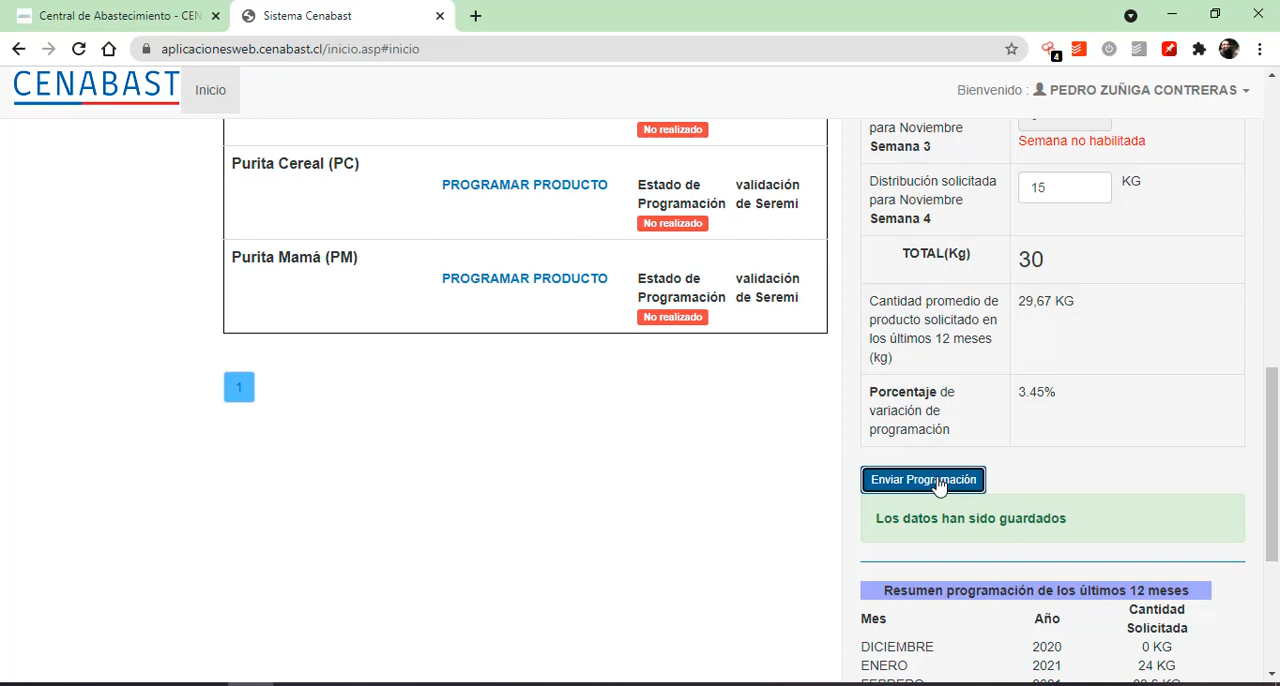 Central de Abastecimiento - CEN
Sistema Cenabast
aplicacionesweb.cenabast.cl/inicio.asp#inicio
4
CENABAST
Inicio
Bienvenido : PEDRO ZUÑIGA CONTRERAS
No realizado
Purita Cereal (PC)
PROGRAMAR PRODUCTO
Estado de Programación
validación de Seremi
No realizado
Purita Mamá (PM)
PROGRAMAR PRODUCTO
Estado de Programación
validación de Seremi
No realizado
1
para Noviembre
Semana 3
Semana no habilitada
Distribución solicitada
para Noviembre
Semana 4
15 KG
TOTAL(Kg)
30
Cantidad promedio de
producto solicitado en
los últimos 12 meses
(kg)
29,67 KG
Porcentaje de
variación de
programación
3.45%
Enviar Programación
Los datos han sido guardados
Resumen programación de los últimos 12 meses
Mes Año Cantidad Solicitada
DICIEMBRE 2020 0 KG
ENERO 2021 24 KG